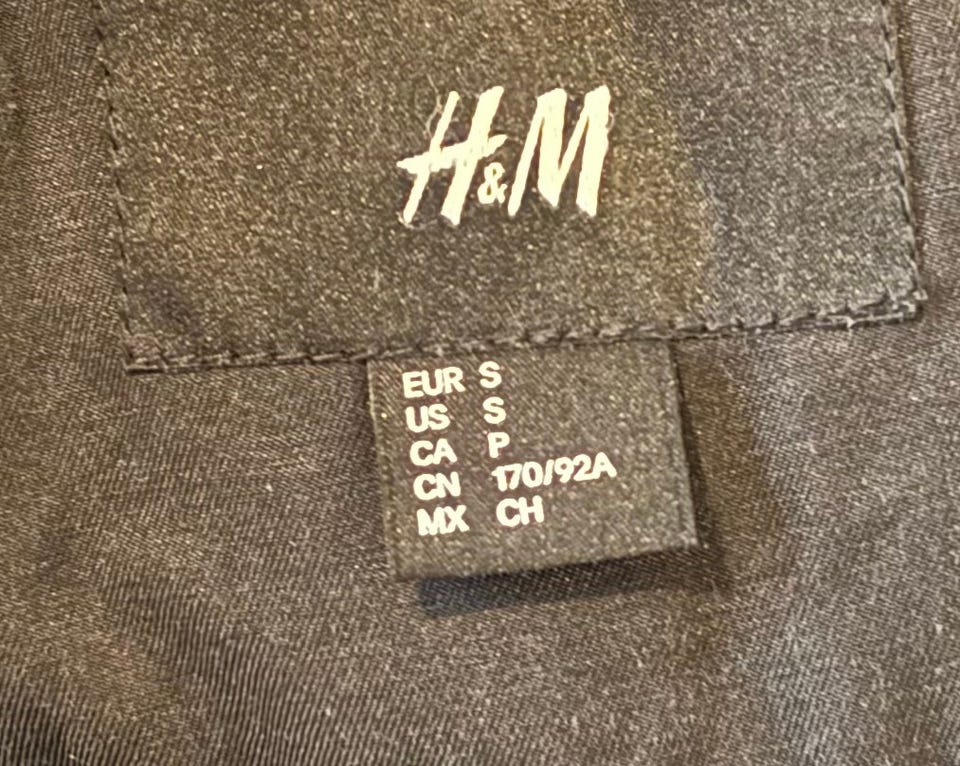 H&M
EUR S
US S
CA P
CN 170/92A
MX CH